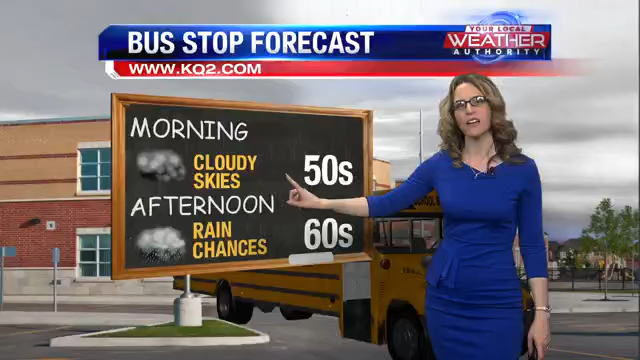 BUS STOP FORECAST
YOUR LOCAL
WEATHER
AUTHORITY
WWW.KQ2.COM
MORNING
CLOUDY
SKIES
50s
AFTERNOON
RAIN
CHANCES
60s
SCHOOL